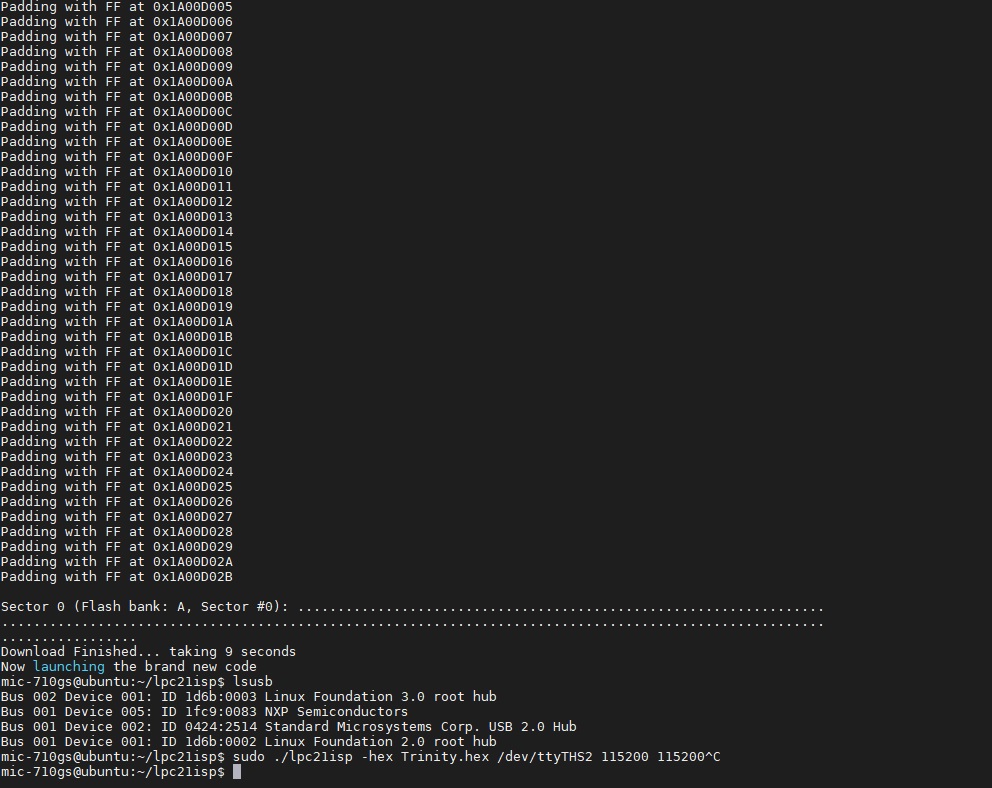 Padding with FF at 0x1A00D005
Padding with FF at 0x1A00D006
Padding with FF at 0x1A00D007
Padding with FF at 0x1A00D008
Padding with FF at 0x1A00D009
Padding with FF at 0x1A00D00A
Padding with FF at 0x1A00D00B
Padding with FF at 0x1A00D00C
Padding with FF at 0x1A00D00D
Padding with FF at 0x1A00D00E
Padding with FF at 0x1A00D00F
Padding with FF at 0x1A00D010
Padding with FF at 0x1A00D011
Padding with FF at 0x1A00D012
Padding with FF at 0x1A00D013
Padding with FF at 0x1A00D014
Padding with FF at 0x1A00D015
Padding with FF at 0x1A00D016
Padding with FF at 0x1A00D017
Padding with FF at 0x1A00D018
Padding with FF at 0x1A00D019
Padding with FF at 0x1A00D01A
Padding with FF at 0x1A00D01B
Padding with FF at 0x1A00D01C
Padding with FF at 0x1A00D01D
Padding with FF at 0x1A00D01E
Padding with FF at 0x1A00D01F
Padding with FF at 0x1A00D020
Padding with FF at 0x1A00D021
Padding with FF at 0x1A00D022
Padding with FF at 0x1A00D023
Padding with FF at 0x1A00D024
Padding with FF at 0x1A00D025
Padding with FF at 0x1A00D026
Padding with FF at 0x1A00D027
Padding with FF at 0x1A00D028
Padding with FF at 0x1A00D029
Padding with FF at 0x1A00D02A
Padding with FF at 0x1A00D02B
Sector 0 (Flash bank: A, Sector #0): ..................................................................
.......................................................................................................
.................
Download Finished... taking 9 seconds
Now launching the brand new code
mic-710gs@ubuntu:~/lpc21isp$ lsusb
Bus 002 Device 001: ID 1d6b:0003 Linux Foundation 3.0 root hub
Bus 001 Device 005: ID 1fc9:0083 NXP Semiconductors
Bus 001 Device 002: ID 0424:2514 Standard Microsystems Corp. USB 2.0 Hub
Bus 001 Device 001: ID 1d6b:0002 Linux Foundation 2.0 root hub
mic-710gs@ubuntu:~/lpc21isp$ sudo ./lpc21isp -hex Trinity.hex /dev/ttyTHS2 115200 115200^C
mic-710gs@ubuntu:~/lpc21isp$